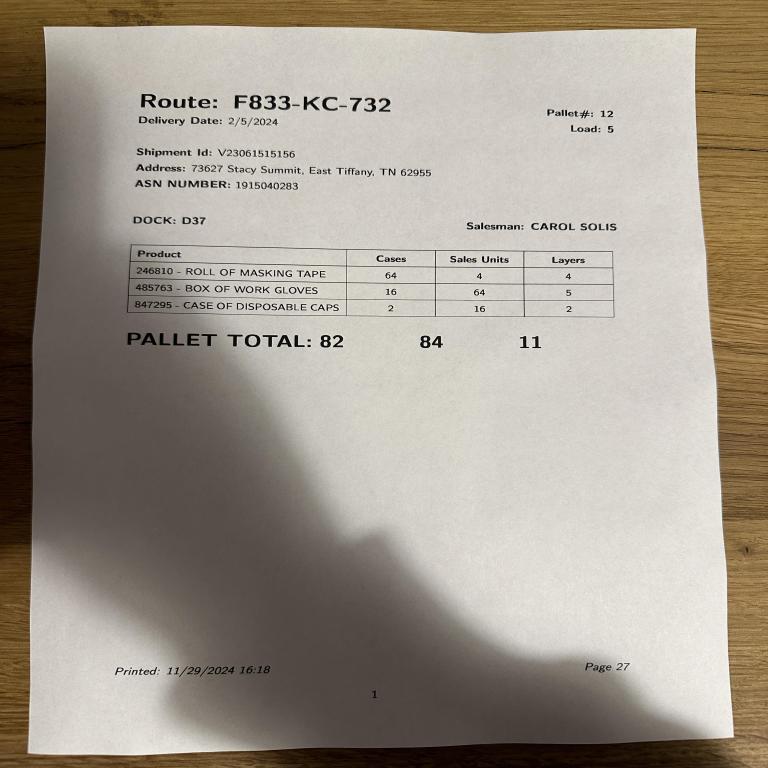 Route: F833-KC-732
Delivery Date: 2/5/2024
Pallet#: 12
Load: 5
Shipment Id: V23061515156
Address: 73627 Stacy Summit, East Tiffany, TN 62955
ASN NUMBER: 1915040283
DOCK: D37
Salesman: CAROL SOLIS
Product Cases Sales Units Layers
246810 - ROLL OF MASKING TAPE 64 4 4
485763 - BOX OF WORK GLOVES 16 64 5
847295 - CASE OF DISPOSABLE CAPS 2 16 2
PALLET TOTAL: 82 84 11
Printed: 11/29/2024 16:18
Page 27
1